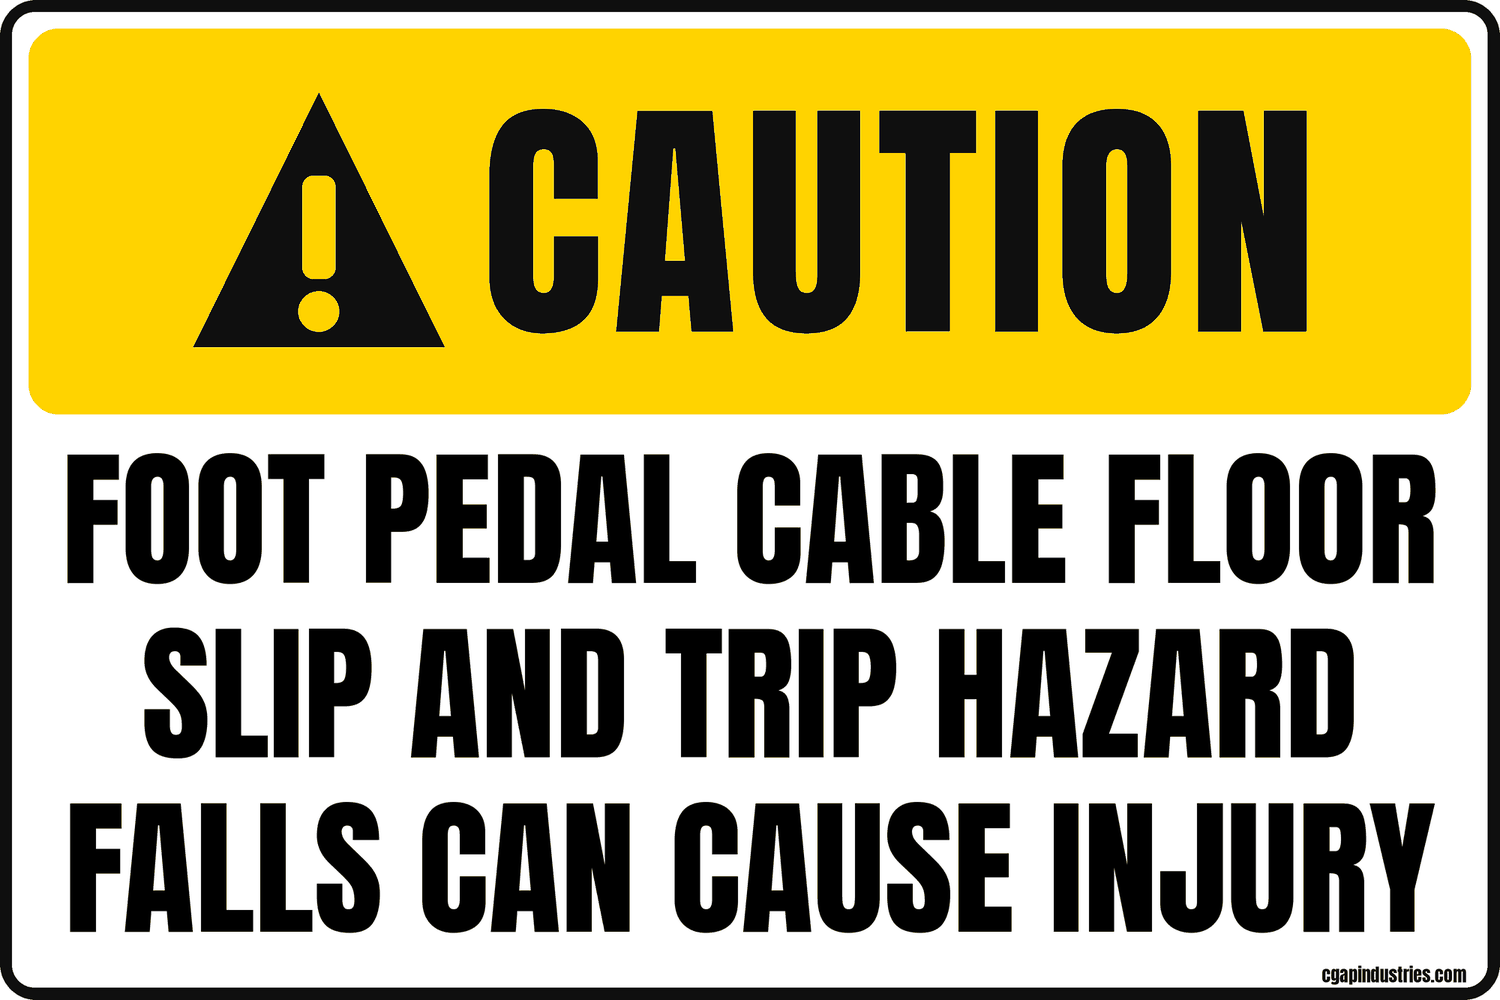 CAUTION
FOOT PEDAL CABLE FLOOR
SLIP AND TRIP HAZARD
FALLS CAN CAUSE INJURY
cgapindustries.com